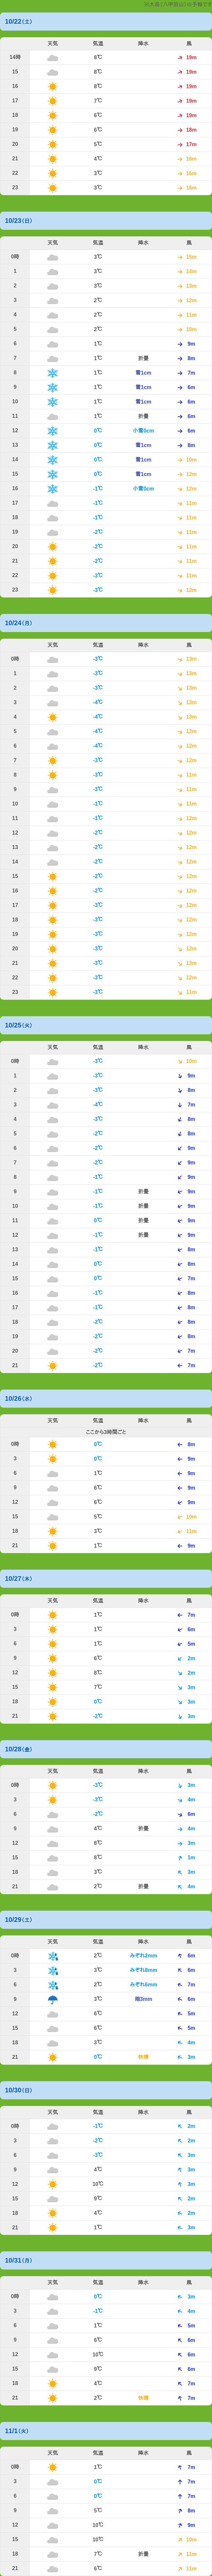 10/22(土)
天気 気温 降水 風
14時 8℃ 19m
15 8℃ 19m
16 8℃ 19m
17 7℃ 19m
18 6℃ 19m
19 6℃ 18m
20 5℃ 17m
21 4℃ 16m
22 3℃ 16m
23 3℃ 16m
10/23(日)
天気 気温 降水 風
0時 3℃ 15m
1 3℃ 14m
2 3℃ 13m
3 2℃ 12m
4 2℃ 11m
5 2℃ 10m
6 1℃ 9m
7 1℃ 折曇 8m
8 1℃ 雪1cm 7m
9 1℃ 雪1cm 6m
10 1℃ 雪1cm 6m
11 1℃ 折曇 6m
12 0℃ 小雪0cm 6m
13 0℃ 雪1cm 8m
14 0℃ 雪1cm 10m
15 0℃ 雪1cm 12m
16 -1℃ 小雪0cm 12m
17 -1℃ 11m
18 -1℃ 11m
19 -2℃ 11m
20 -2℃ 11m
21 -2℃ 11m
22 -3℃ 11m
23 -3℃ 12m
10/24(月)
天気 気温 降水 風
0時 -3℃ 13m
1 -3℃ 13m
2 -3℃ 13m
3 -4℃ 13m
4 -4℃ 13m
5 -4℃ 12m
6 -4℃ 12m
7 -3℃ 12m
8 -3℃ 11m
9 -3℃ 11m
10 -1℃ 11m
11 -1℃ 12m
12 -2℃ 12m
13 -2℃ 12m
14 -2℃ 12m
15 -2℃ 12m
16 -2℃ 12m
17 -3℃ 12m
18 -3℃ 12m
19 -3℃ 12m
20 -3℃ 12m
21 -3℃ 13m
22 -3℃ 12m
23 -3℃ 11m
10/25(火)
天気 気温 降水 風
0時 -3℃ 10m
1 -3℃ 9m
2 -3℃ 8m
3 -4℃ 7m
4 -3℃ 8m
5 -2℃ 8m
6 -2℃ 9m
7 -2℃ 9m
8 -1℃ 9m
9 -1℃ 折曇 9m
10 -1℃ 折曇 9m
11 0℃ 折曇 9m
12 -1℃ 折曇 9m
13 -1℃ 8m
14 0℃ 8m
15 0℃ 7m
16 -1℃ 8m
17 -1℃ 8m
18 -2℃ 8m
19 -2℃ 8m
20 -2℃ 7m
21 -2℃ 7m
10/26(水)
天気 気温 降水 風
ここから3時間ごと
0時 0℃ 8m
3 0℃ 9m
6 1℃ 9m
9 6℃ 9m
12 6℃ 9m
15 5℃ 10m
18 3℃ 11m
21 1℃ 9m
10/27(木)
天気 気温 降水 風
0時 1℃ 7m
3 1℃ 6m
6 1℃ 5m
9 6℃ 2m
12 8℃ 2m
15 7℃ 3m
18 0℃ 3m
21 -2℃ 3m
10/28(金)
天気 気温 降水 風
0時 -3℃ 3m
3 -3℃ 4m
6 -2℃ 6m
9 4℃ 折曇 4m
12 8℃ 3m
15 8℃ 1m
18 3℃ 3m
21 2℃ 折曇 4m
10/29(土)
天気 気温 降水 風
0時 2℃ みぞれ2mm 6m
3 3℃ みぞれ8mm 6m
6 2℃ みぞれ6mm 7m
9 3℃ 雨3mm 6m
12 6℃ 5m
15 6℃ 5m
18 3℃ 4m
21 0℃ 快晴 3m
10/30(日)
天気 気温 降水 風
0時 -1℃ 2m
3 -2℃ 2m
6 -3℃ 3m
9 4℃ 3m
12 10℃ 3m
15 9℃ 2m
18 4℃ 2m
21 1℃ 3m
10/31(月)
天気 気温 降水 風
0時 0℃ 3m
3 -1℃ 4m
6 1℃ 5m
9 6℃ 6m
12 10℃ 6m
15 9℃ 6m
18 4℃ 7m
21 2℃ 快晴 7m
11/1(火)
天気 気温 降水 風
0時 1℃ 7m
3 0℃ 7m
6 0℃ 7m
9 5℃ 8m
12 10℃ 9m
15 10℃ 10m
18 7℃ 折曇 11m
21 6℃ 11m